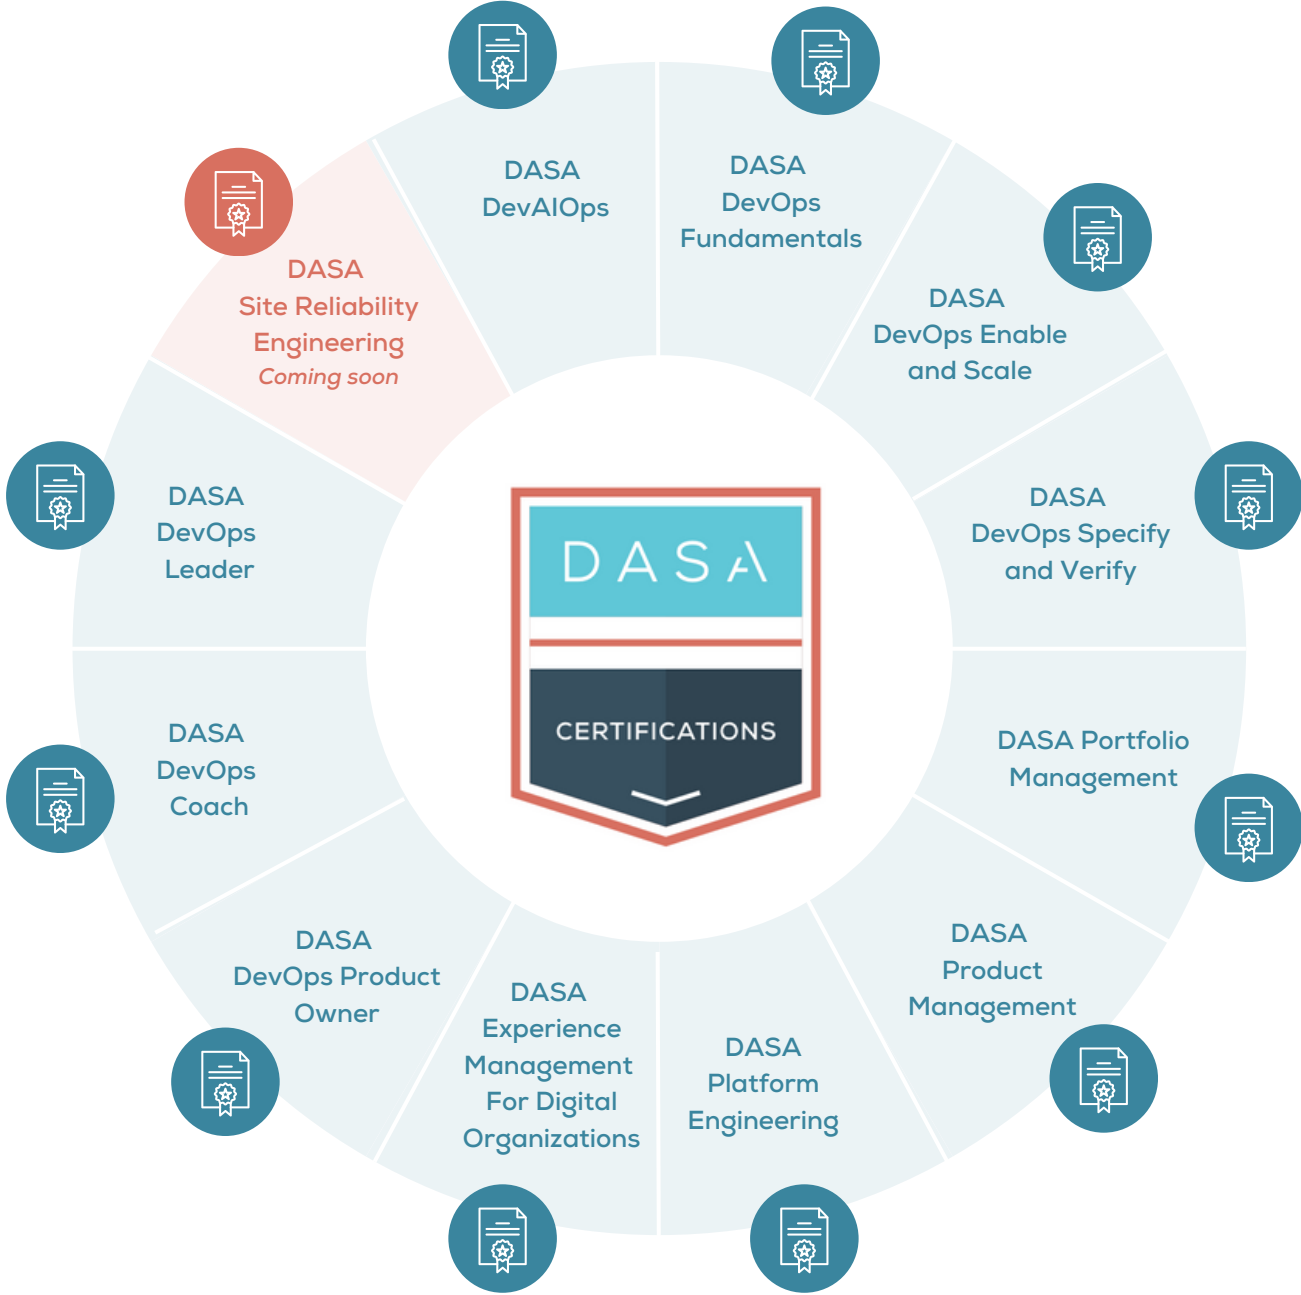 DASA
DevAIOps
DASA
DevOps
Fundamentals
DASA
DevOps Enable
and Scale
DASA
DevOps Specify
and Verify
DASA Portfolio
Management
DASA
Product
Management
DASA
Platform
Engineering
DASA
Experience
Management
For Digital
Organizations
DASA
DevOps Product
Owner
DASA
DevOps
Coach
DASA
DevOps
Leader
DASA
Site Reliability
Engineering
Coming soon
DASA
CERTIFICATIONS